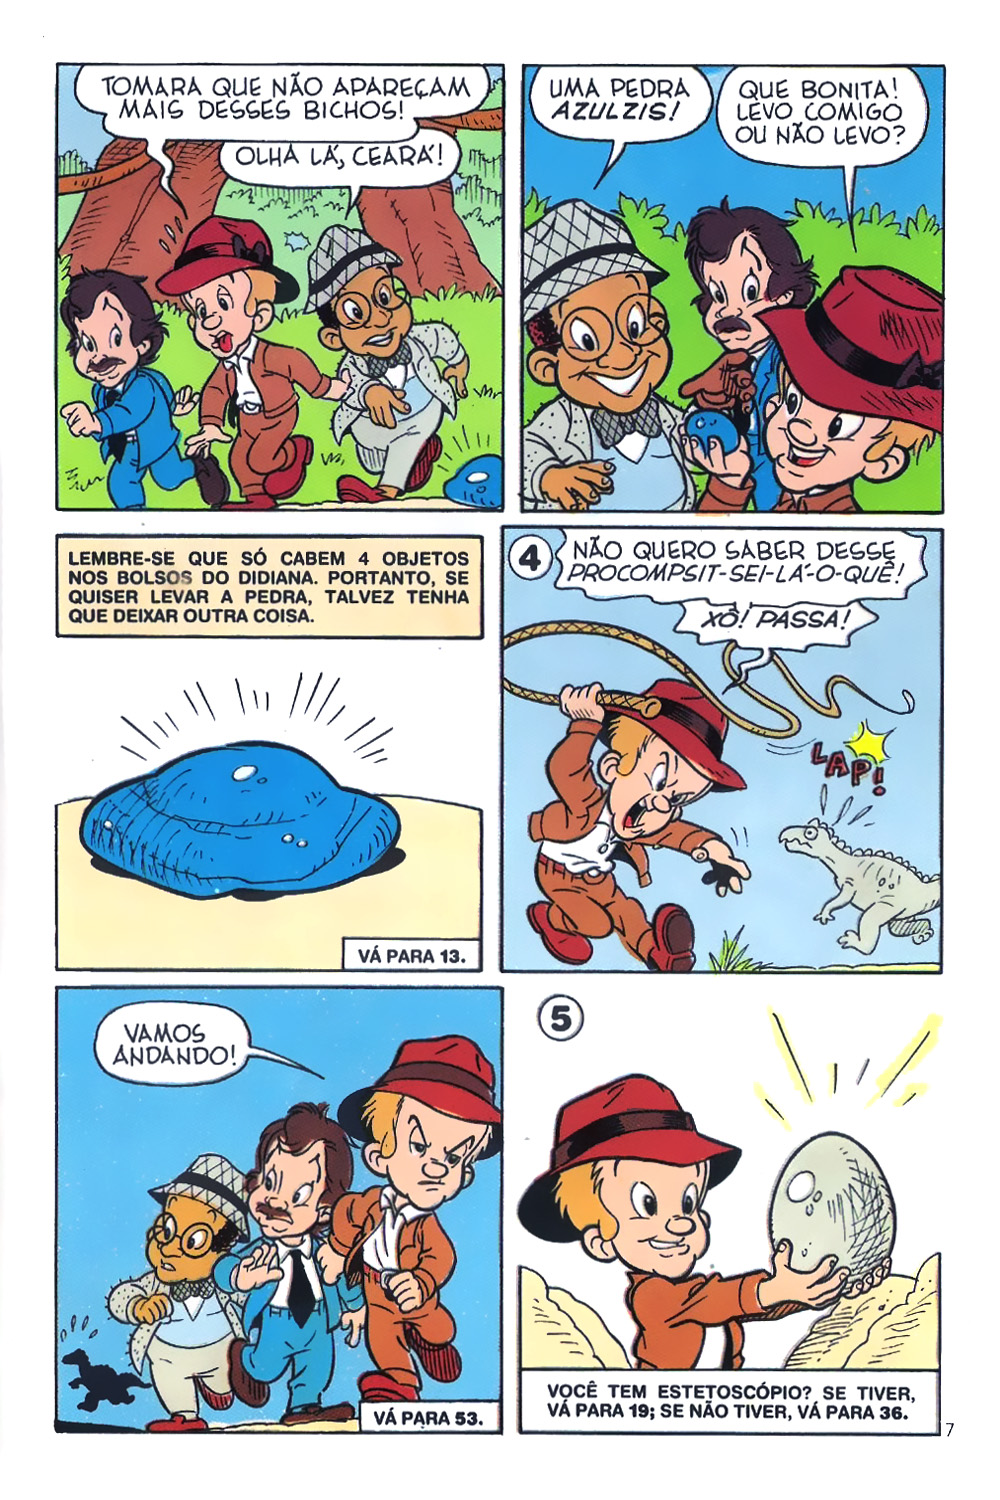 TOMARA QUE NÃO APAREÇAM
MAIS DESSES BICHOS!
OLHA LÁ, CEARÁ!
UMA PEDRA
AZULZIS!
QUE BONITA!
LEVO COMIGO
OU NÃO LEVO?
LEMBRE-SE QUE SÓ CABEM 4 OBJETOS
NOS BOLSOS DO DIDIANA. PORTANTO, SE
QUISER LEVAR A PEDRA, TALVEZ TENHA
QUE DEIXAR OUTRA COISA.
VÁ PARA 13.
4
NÃO QUERO SABER DESSE
PROCOMPSIT-SEI-LÁ-O-QUÊ!
XÔ! PASSA!
LAP!
VAMOS
ANDANDO!
VÁ PARA 53.
5
VOCÊ TEM ESTETOSCÓPIO? SE TIVER,
VÁ PARA 19; SE NÃO TIVER, VÁ PARA 36.
7